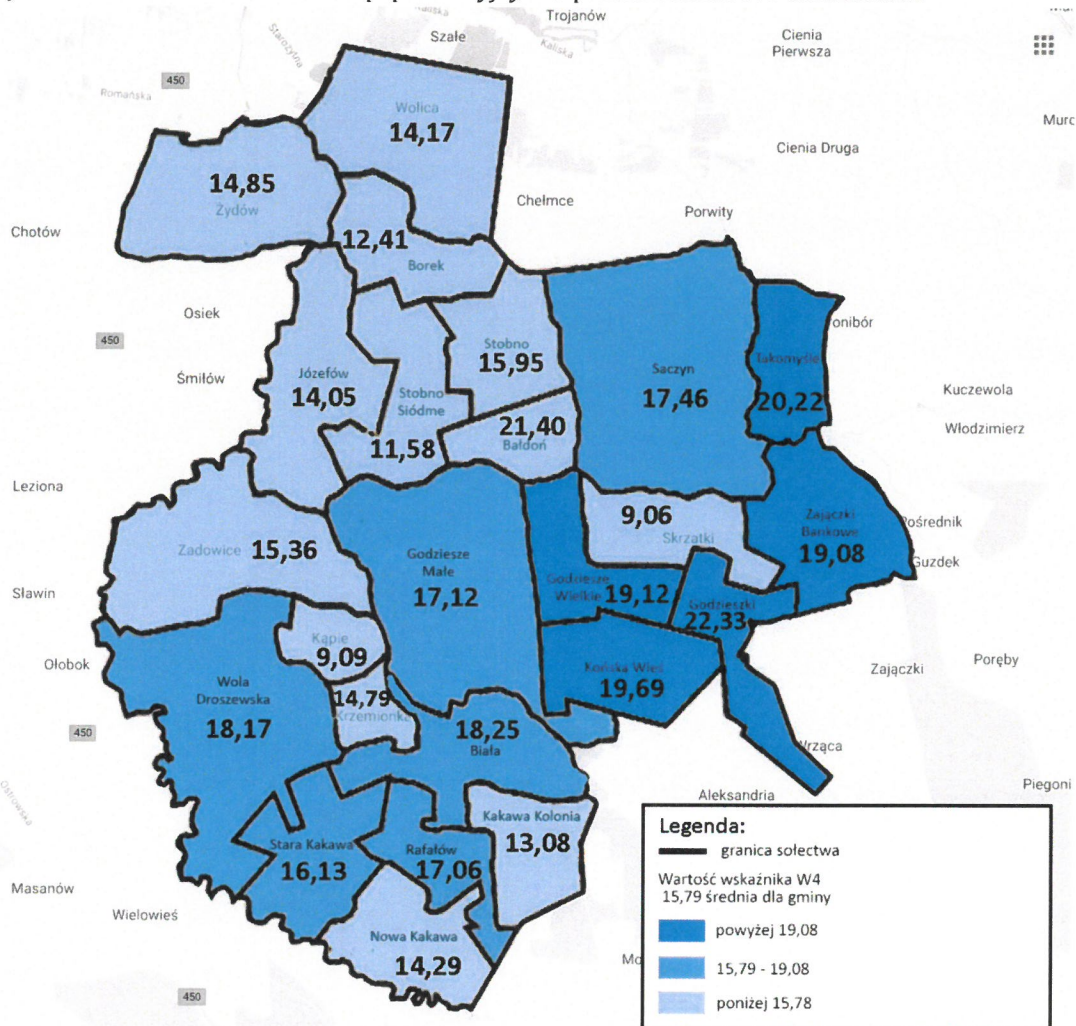 Trojanów
Szałe
Kaliska
Cienia
Pierwsza
Starożytna
450
Romańska
Wolica
14,17
Cienia Druga
14,85
Żydów
Chełmce
Porwity
Chotów
12,41
Borek
Osiek
450
Stobno
15,95
Śmiłów
Józefów
14,05
Stobno
Siódme
Saczyn
17,46
20,22
Kuczewola
Włodzimierz
21,40
Bałdoń
11,58
Leziona
9,06
Skrzatki
Zajączki
Bankowe
19,08
Pośrednik
Guzdek
Zadowice
15,36
Godziesze
Małe
17,12
Godziesze
Wielkie
19,12
Godzieszki
22,33
Sławin
Kąpie
9,09
Ołobok
Końska Wieś
19,69
Zajączki
Poręby
Wola
Droszewska
18,17
14,79
Krzemionka
18,25
Biała
450
Wrząca
Ostrowska
Aleksandria
Piegoni
Kakawa Kolonia
13,08
Stara Kakawa
16,13
Rafałów
17,06
Masanów
Wielowieś
Nowa Kakawa
14,29
450
Legenda:
granica sołectwa
Wartość wskaźnika W4
15,79 średnia dla gminy
powyżej 19,08
15,79 - 19,08
poniżej 15,78